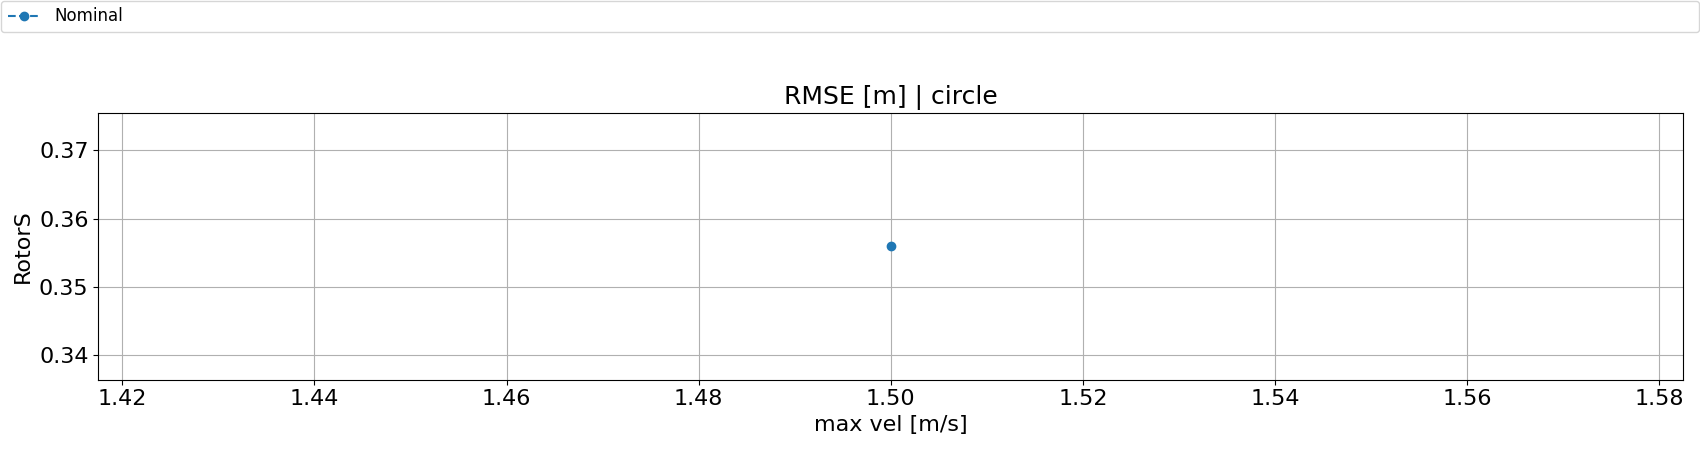 Nominal
RMSE [m] | circle
RotorS
0.37
0.36
0.35
0.34
1.42 1.44 1.46 1.48 1.50 1.52 1.54 1.56 1.58
max vel [m/s]